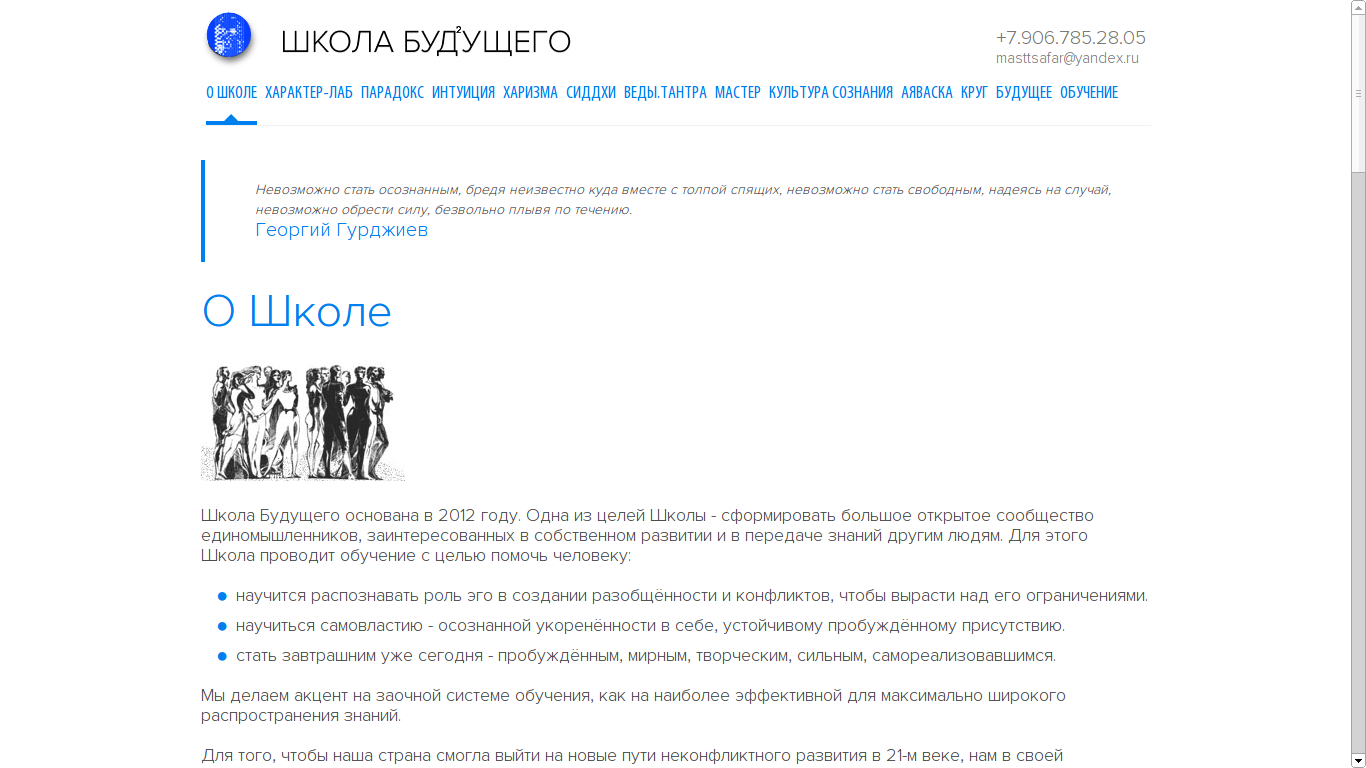 ШКОЛА БУД²УЩЕГО
+7.906.785.28.05
masttsafar@yandex.ru
О ШКОЛЕ ХАРАКТЕР-ЛАБ ПАРАДОКС ИНТУИЦИЯ ХАРИЗМА СИДДХИ ВЕДЫ.ТАНТРА МАСТЕР КУЛЬТУРА СОЗНАНИЯ АЯВАСКА КРУГ БУДУЩЕЕ ОБУЧЕНИЕ
Невозможно стать осознанным, бредя неизвестно куда вместе с толпой спящих, невозможно стать свободным, надеясь на случай,
невозможно обрести силу, безвольно плывя по течению.
Георгий Гурджиев
О Школе
Школа Будущего основана в 2012 году. Одна из целей Школы - сформировать большое открытое сообщество
единомышленников, заинтересованных в собственном развитии и в передаче знаний другим людям. Для этого
Школа проводит обучение с целью помочь человеку:
научится распознавать роль эго в создании разобщённости и конфликтов, чтобы вырасти над его ограничениями.
научиться самовластию - осознанной укоренённости в себе, устойчивому пробуждённому присутствию.
стать завтрашним уже сегодня - пробуждённым, мирным, творческим, сильным, самореализовавшимся.
Мы делаем акцент на заочной системе обучения, как на наиболее эффективной для максимально широкого
распространения знаний.
Для того, чтобы наша страна смогла выйти на новые пути неконфликтного развития в 21-м веке, нам в своей